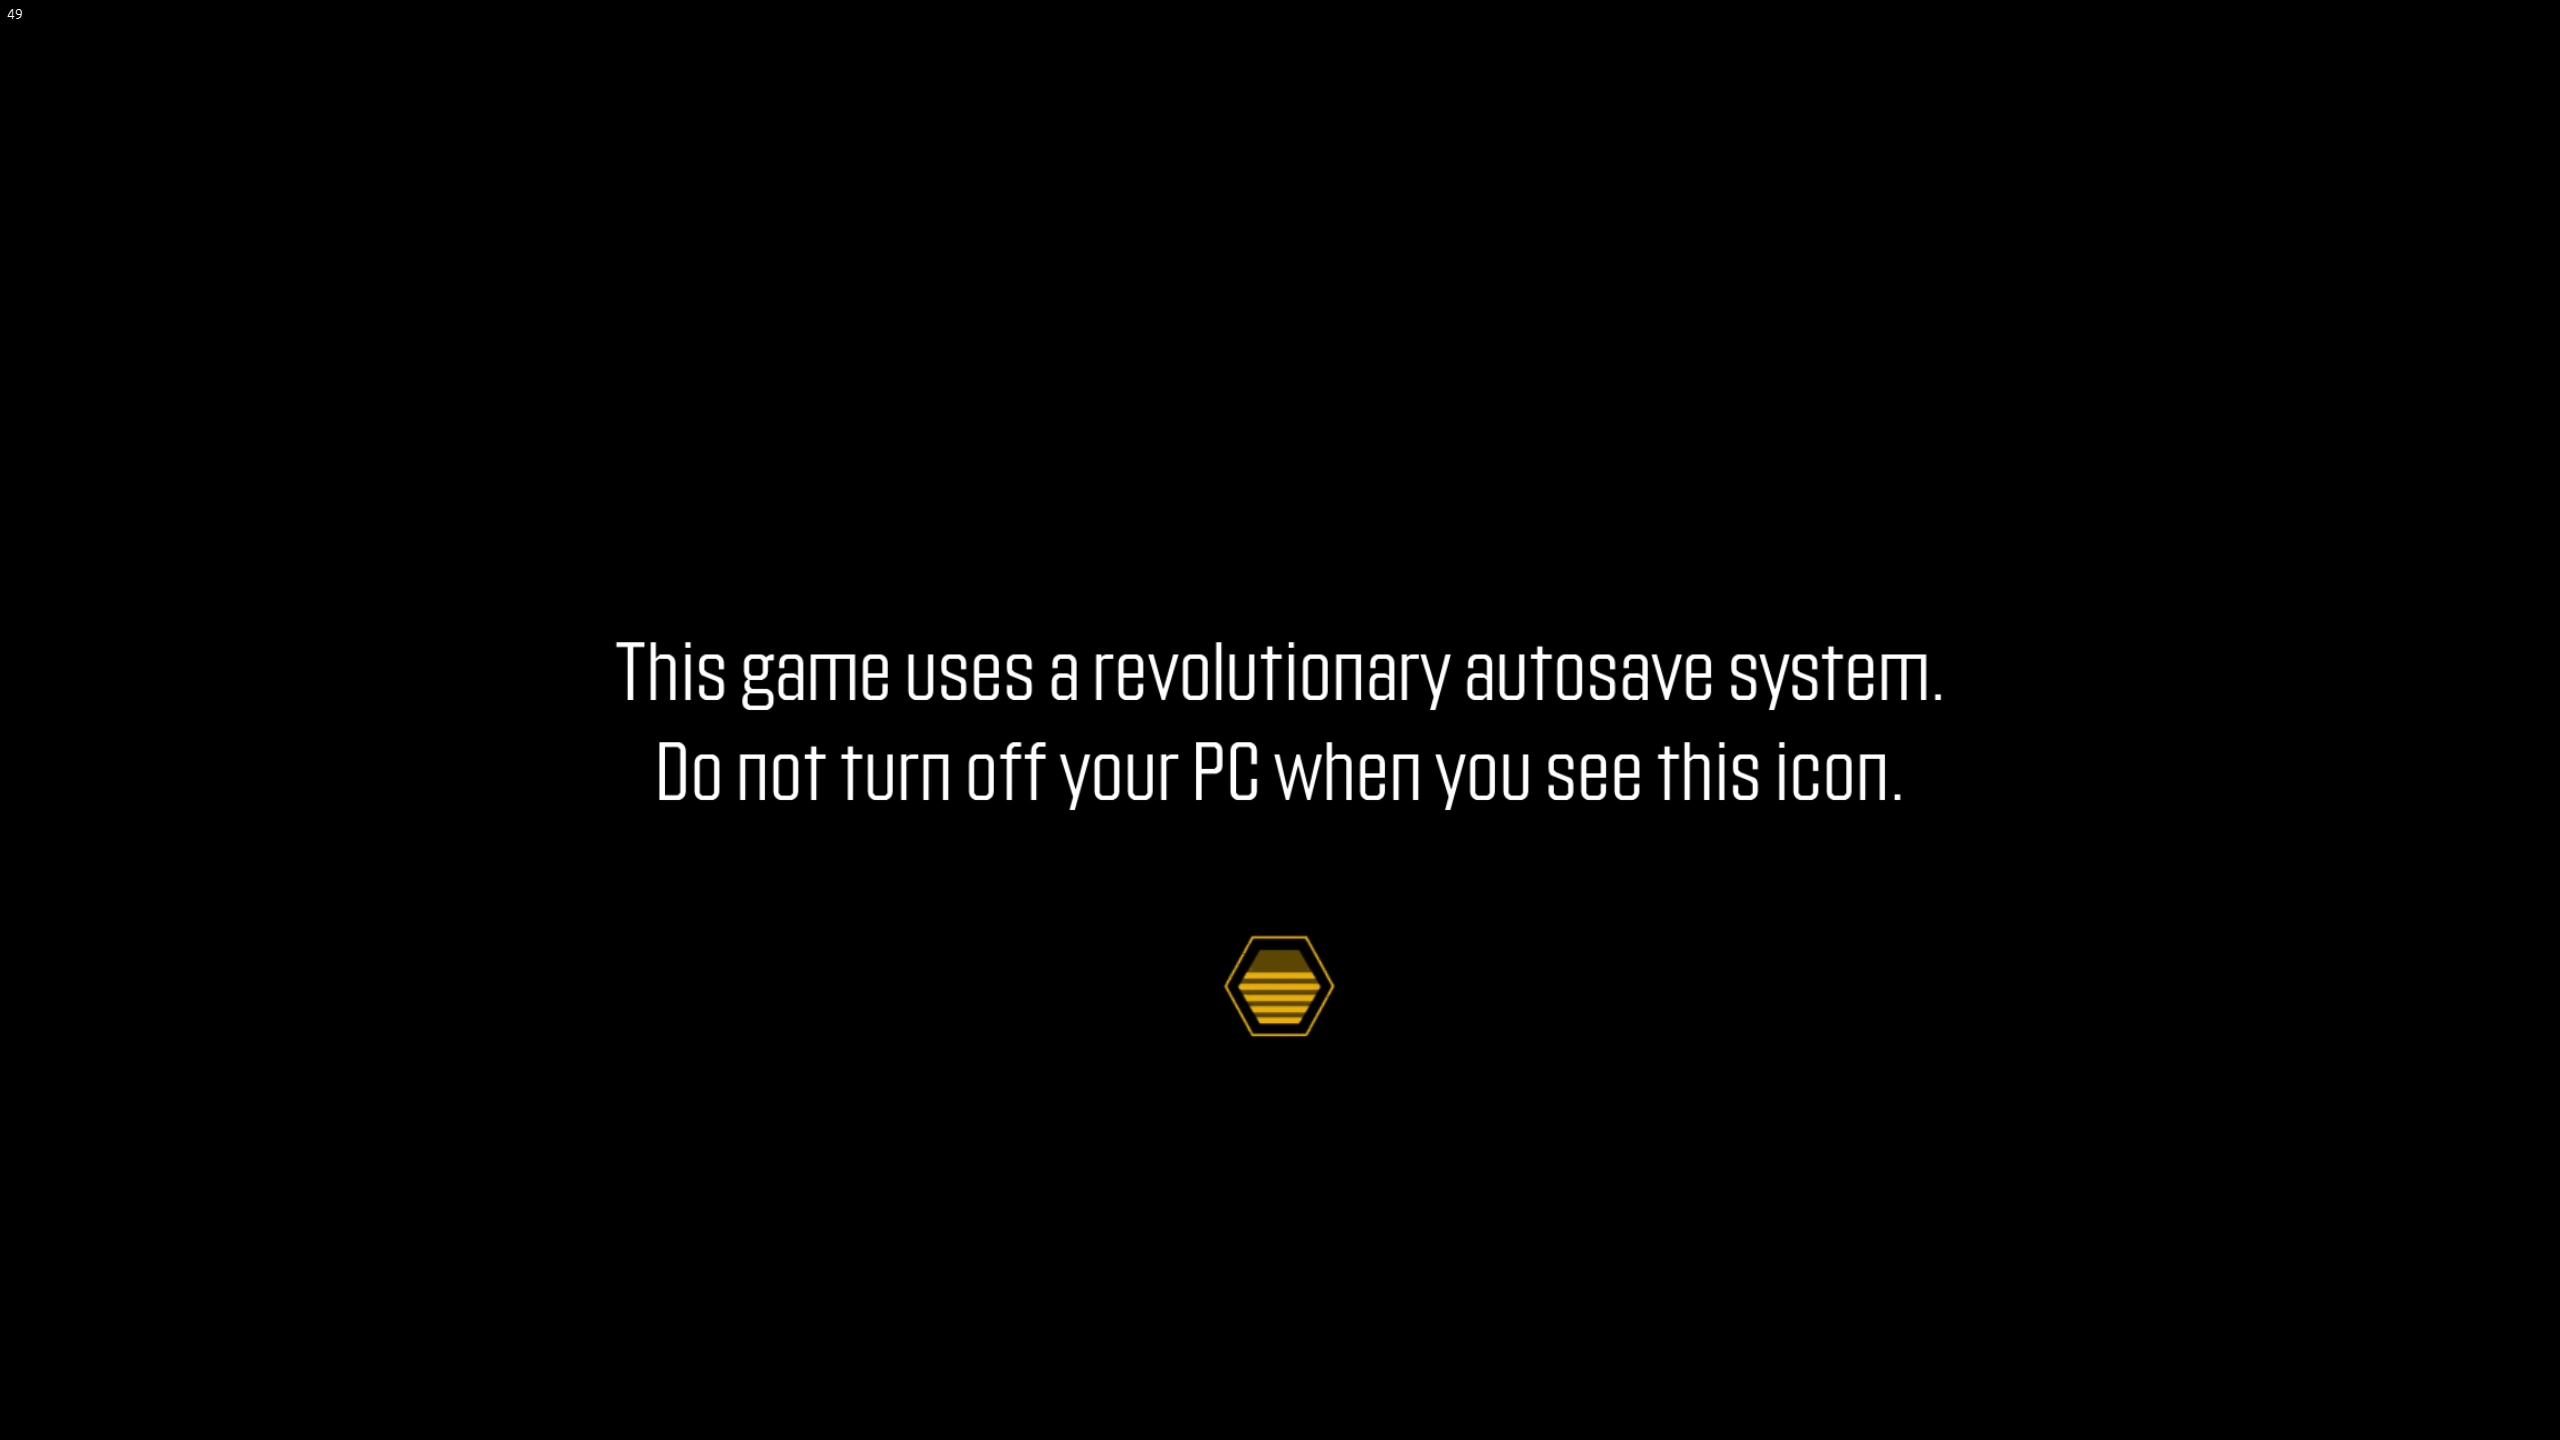 49
This game uses a revolutionary autosave system.
Do not turn off your PC when you see this icon.